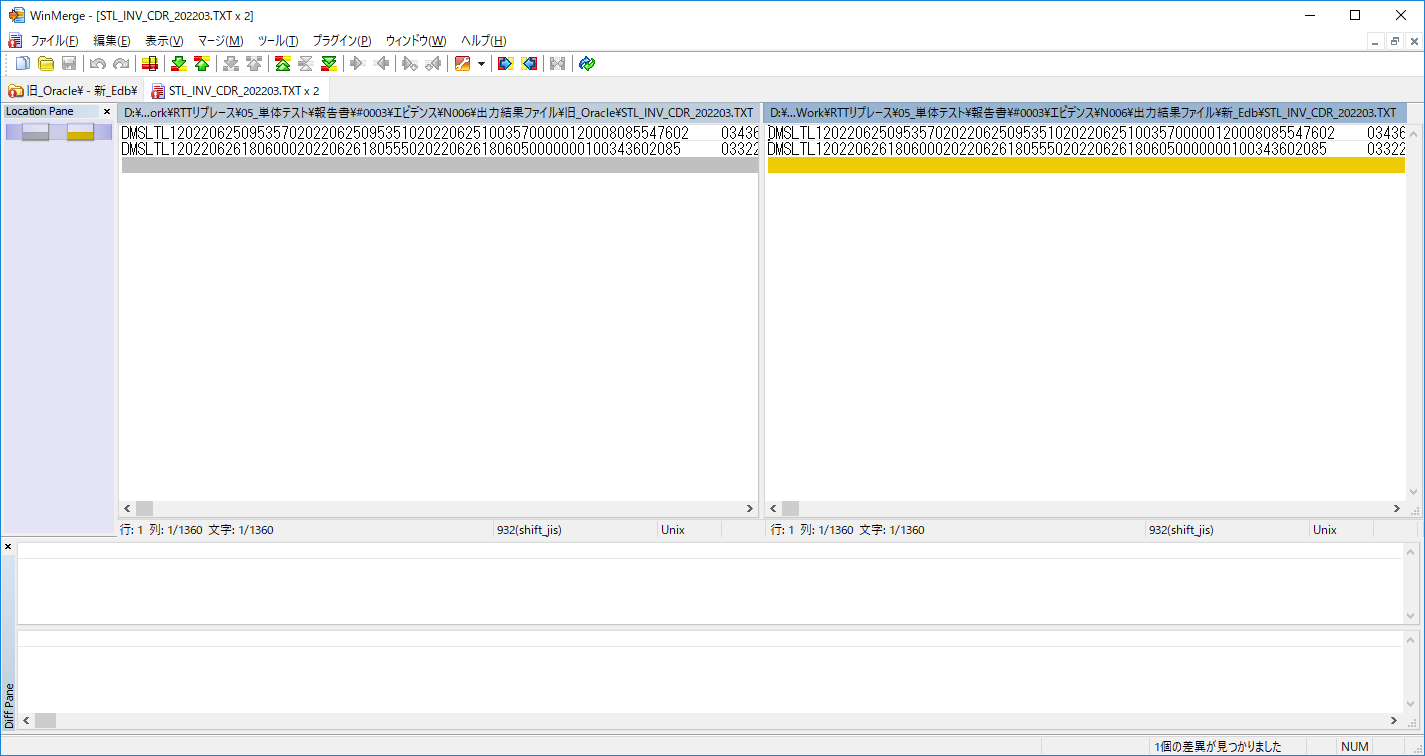 WinMerge - [STL_INV_CDR_202203.TXT x 2]
ファイル(F) 編集(E) 表示(V) マージ(M) ツール(T) プラグイン(P) ウィンドウ(W) ヘルプ(H)
旧_Oracle¥ - 新_Edb¥ STL_INV_CDR_202203.TXT x 2
Location Pane
D:¥...ork¥RTTリプレース¥05_単体テスト¥報告書¥#0003¥エビデンス¥N006¥出力結果ファイル¥旧_Oracle¥STL_INV_CDR_202203.TXT
D:¥...Work¥RTTリプレース¥05_単体テスト¥報告書¥#0003¥エビデンス¥N006¥出力結果ファイル¥新_Edb¥STL_INV_CDR_202203.TXT
DMSLTL120220625095357020220625095351020220625100357000001200080855476​02 03436
DMSLTL120220625095357020220625095351020220625100357000001200080855476​02 03436
DMSLTL1202206261806000202206261805550202206261806050000000100343602085 03322
DMSLTL1202206261806000202206261805550202206261806050000000100343602085 03322
行: 1 列: 1/1360 文字: 1/1360 932(shift_jis) Unix
行: 1 列: 1/1360 文字: 1/1360 932(shift_jis) Unix
Diff Pane
1個の差異が見つかりました NUM